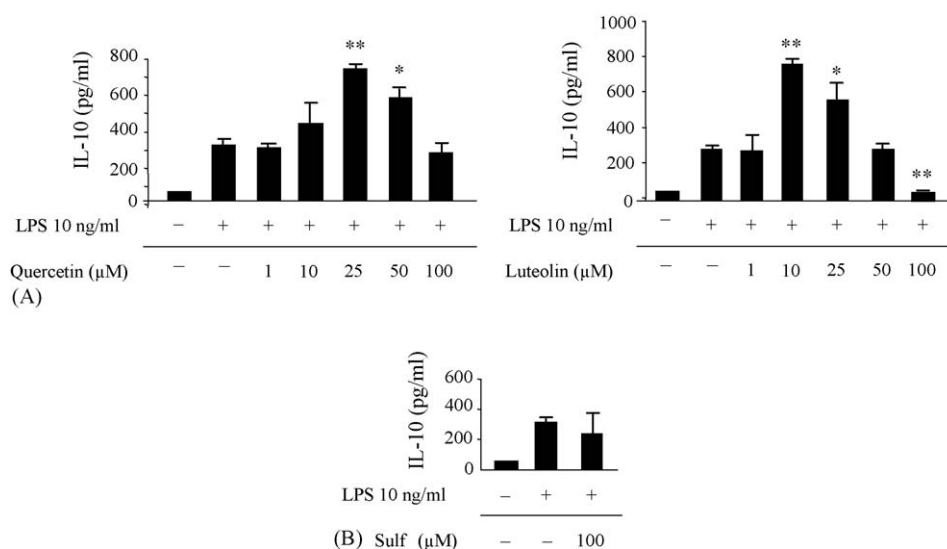 (A)
IL-10 (pg/ml)
800
600
400
200
0
** *
LPS 10 ng/ml − + + + + + +
Quercetin (μM) − − 1 10 25 50 100
IL-10 (pg/ml)
1000
800
600
400
200
0
** * **
LPS 10 ng/ml − + + + + + +
Luteolin (μM) − − 1 10 25 50 100
IL-10 (pg/ml)
600
400
200
0
LPS 10 ng/ml − + +
(B) Sulf (μM) − − 100